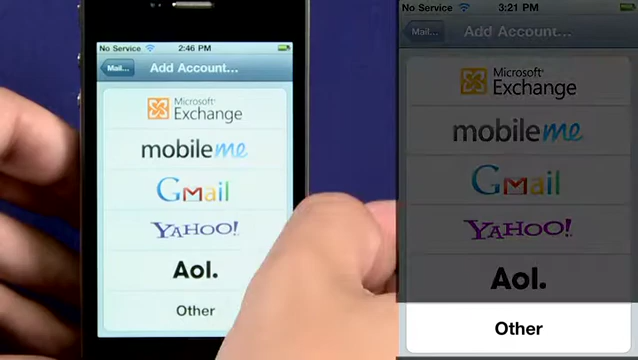 No Service 2:46 PM
Mail... Add Account...
Microsoft®
Exchange
mobileme
Gmail
YAHOO!
Aol.
Other
No Service 3:21 PM
Mail... Add Account...
Microsoft®
Exchange
mobileme
Gmail
YAHOO!
Aol.
Other